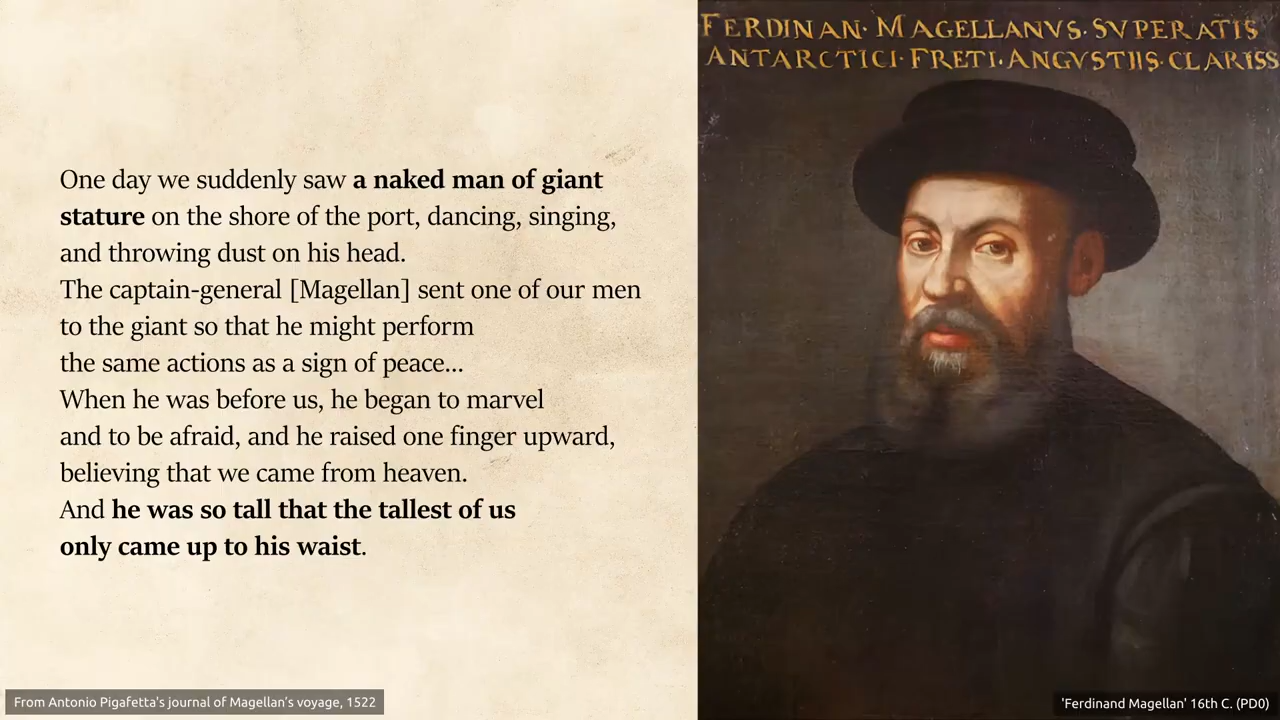 One day we suddenly saw a naked man of giant
stature on the shore of the port, dancing, singing,
and throwing dust on his head.
The captain-general [Magellan] sent one of our men
to the giant so that he might perform
the same actions as a sign of peace...
When he was before us, he began to marvel
and to be afraid, and he raised one finger upward,
believing that we came from heaven.
And he was so tall that the tallest of us
only came up to his waist.
From Antonio Pigafetta's journal of Magellan's voyage, 1522
FERDINAN· MAGELLANVS· SVPERATIS
ANTARCTICI· FRETI· ANGVSTIIS· CLARISS
'Ferdinand Magellan' 16th C. (PD0)